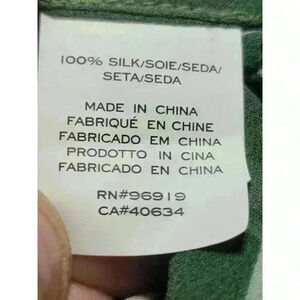 100% SILK/SOIE/SEDA/
SETA/SEDA
MADE IN CHINA
FABRIQUÉ EN CHINE
FABRICADO EM CHINA
PRODOTTO IN CINA
FABRICADO EN CHINA
RN#96919
CA#40634